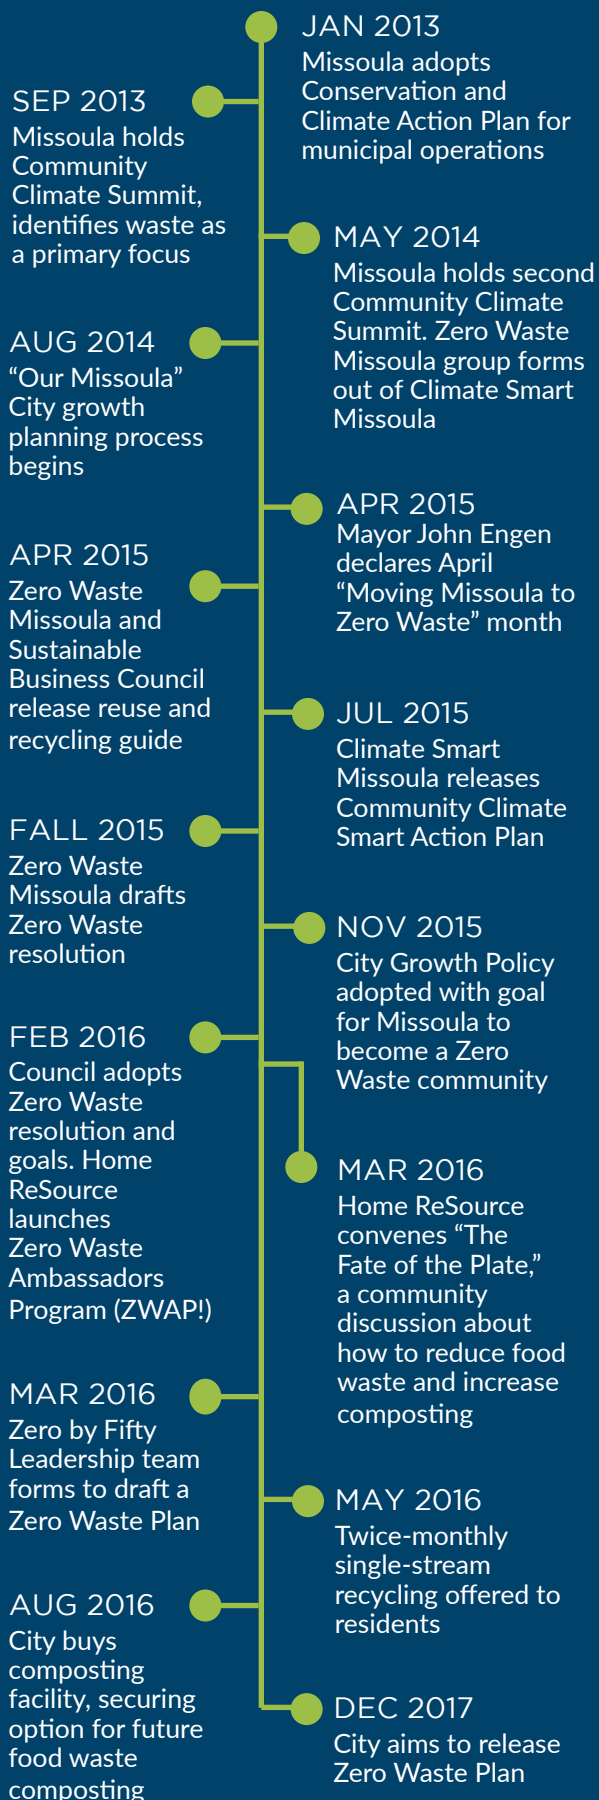 JAN 2013
Missoula adopts
Conservation and
Climate Action Plan for
municipal operations
SEP 2013
Missoula holds
Community
Climate Summit,
identifies waste as
a primary focus
MAY 2014
Missoula holds second
Community Climate
Summit. Zero Waste
Missoula group forms
out of Climate Smart
Missoula
AUG 2014
“Our Missoula”
City growth
planning process
begins
APR 2015
Mayor John Engen
declares April
“Moving Missoula to
Zero Waste” month
APR 2015
Zero Waste
Missoula and
Sustainable
Business Council
release reuse and
recycling guide
JUL 2015
Climate Smart
Missoula releases
Community Climate
Smart Action Plan
FALL 2015
Zero Waste
Missoula drafts
Zero Waste
resolution
NOV 2015
City Growth Policy
adopted with goal
for Missoula to
become a Zero
Waste community
FEB 2016
Council adopts
Zero Waste
resolution and
goals. Home
ReSource
launches
Zero Waste
Ambassadors
Program (ZWAP!)
MAR 2016
Home ReSource
convenes “The
Fate of the Plate,”
a community
discussion about
how to reduce food
waste and increase
composting
MAR 2016
Zero by Fifty
Leadership team
forms to draft a
Zero Waste Plan
MAY 2016
Twice-monthly
single-stream
recycling offered to
residents
AUG 2016
City buys
composting
facility, securing
option for future
food waste
composting
DEC 2017
City aims to release
Zero Waste Plan